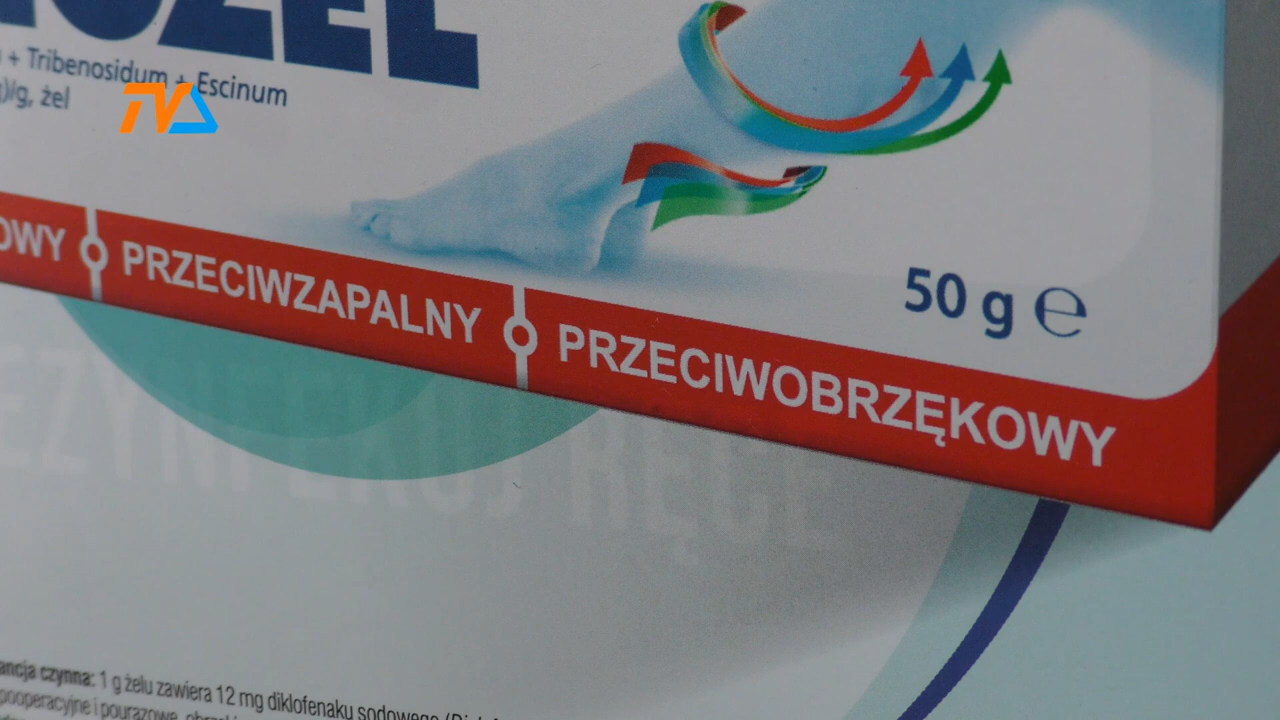 + Tribenosidum + Escinum
)/g, żel
TVS
OWY PRZECIWZAPALNY PRZECIWOBRZĘKOWY
50 g ℮
EZYNFEKUJ RĘCE
ancja czynna: 1 g żelu zawiera 12 mg diklofenaku sodowego
pooperacyjne i pourazowe,